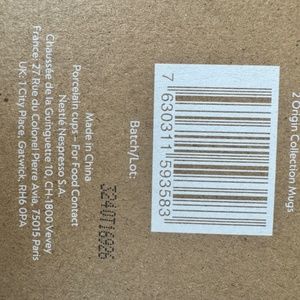 2 Origin Collection Mugs
7 630311 593583
Batch/Lot:
3240T16926
Made in China
Porcelain cups – For Food Contact
Nestlé Nespresso S.A.
Chaussée de la Guinguette 10, CH-1800 Vevey
France: 27 Rue du Colonel Pierre Avia, 75015 Paris
UK: 1 City Place, Gatwick, RH6 0PA